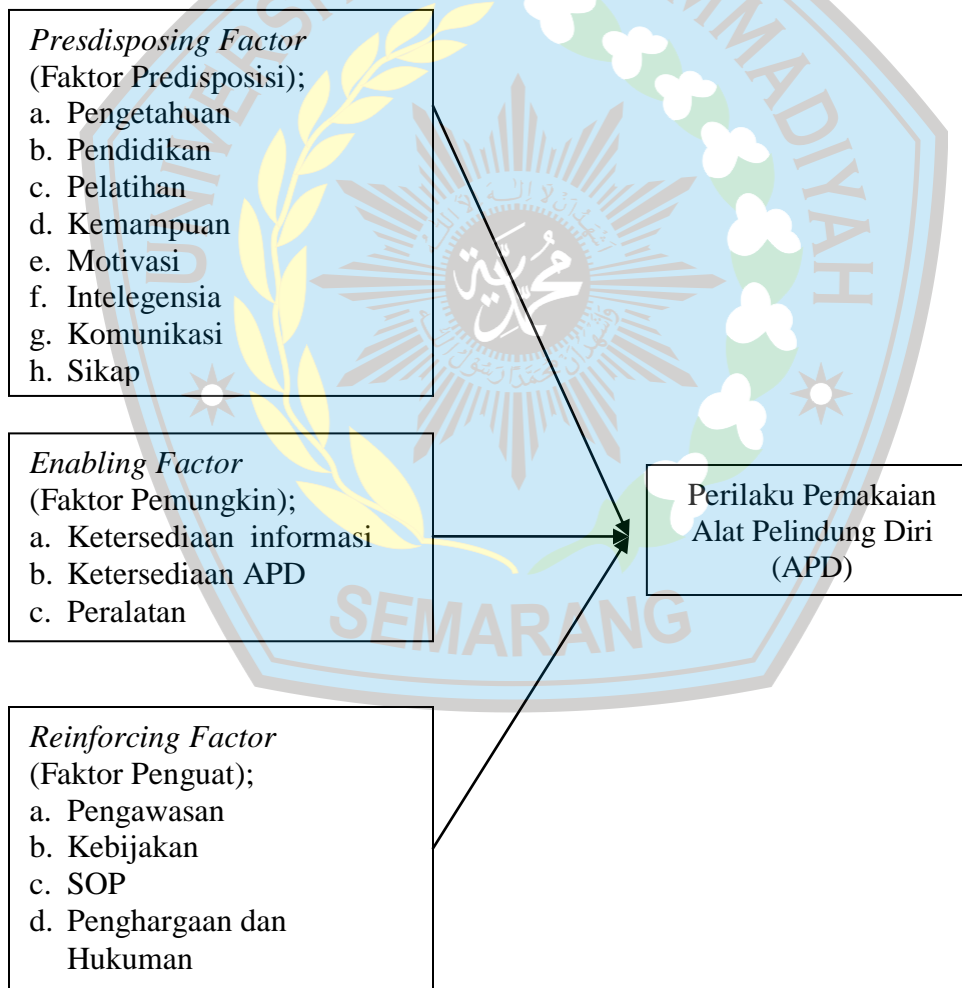 Presdisposing Factor
(Faktor Predisposisi);
a. Pengetahuan
b. Pendidikan
c. Pelatihan
d. Kemampuan
e. Motivasi
f. Intelegensia
g. Komunikasi
h. Sikap
Enabling Factor
(Faktor Pemungkin);
a. Ketersediaan informasi
b. Ketersediaan APD
c. Peralatan
Reinforcing Factor
(Faktor Penguat);
a. Pengawasan
b. Kebijakan
c. SOP
d. Penghargaan dan
Hukuman
Perilaku Pemakaian
Alat Pelindung Diri
(APD)
SEMARANG